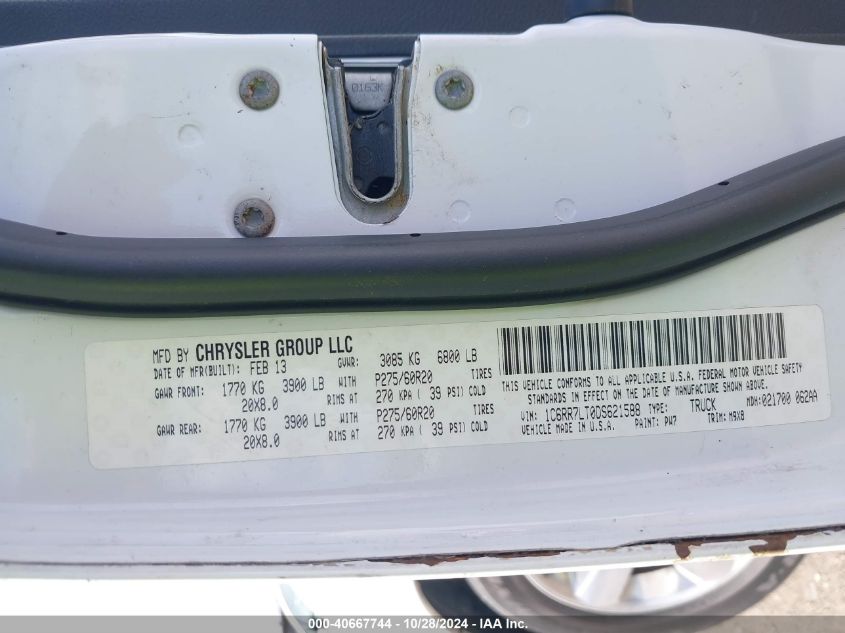 0163K
MFD BY CHRYSLER GROUP LLC
DATE OF MFR(BUILT): FEB 13 GVWR: 3085 KG 6800 LB
GAWR FRONT: 1770 KG 3900 LB WITH P275/60R20 TIRES
20X8.0 RIMS AT 270 KPA ( 39 PSI) COLD
GAWR REAR: 1770 KG 3900 LB WITH P275/60R20 TIRES
20X8.0 RIMS AT 270 KPA ( 39 PSI) COLD
THIS VEHICLE CONFORMS TO ALL APPLICABLE U.S.A. FEDERAL MOTOR VEHICLE SAFETY
STANDARDS IN EFFECT ON THE DATE OF MANUFACTURE SHOWN ABOVE.
VIN: 1C6RR7LT0DS621589 TYPE: TRUCK MDH:021700 062AA
VEHICLE MADE IN U.S.A. PAINT: PW7 TRIM: M9X8
000-40667744 - 10/28/2024 - IAA Inc.